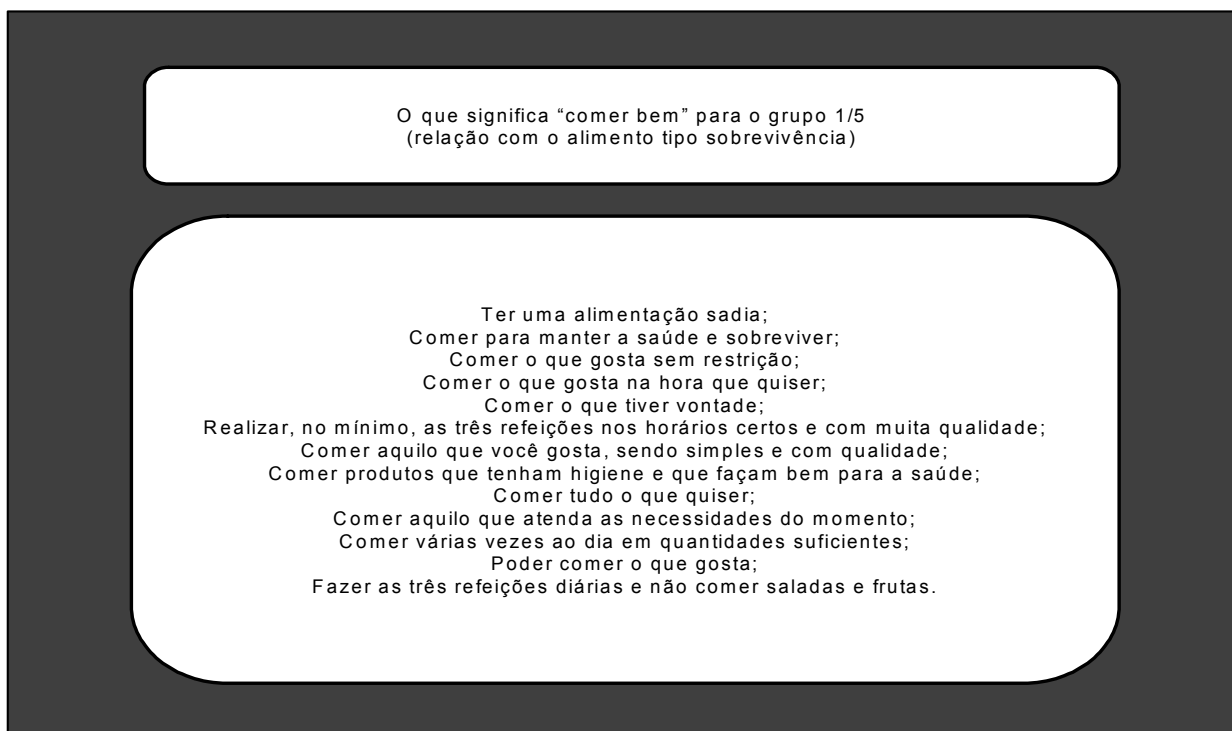 O que significa “comer bem” para o grupo 1/5
(relação com o alimento tipo sobrevivência)
Ter uma alimentação sadia;
Comer para manter a saúde e sobreviver;
Comer o que gosta sem restrição;
Comer o que gosta na hora que quiser;
Comer o que tiver vontade;
Realizar, no mínimo, as três refeições nos horários certos e com muita qualidade;
Comer aquilo que você gosta, sendo simples e com qualidade;
Comer produtos que tenham higiene e que façam bem para a saúde;
Comer tudo o que quiser;
Comer aquilo que atenda as necessidades do momento;
Comer várias vezes ao dia em quantidades suficientes;
Poder comer o que gosta;
Fazer as três refeições diárias e não comer saladas e frutas.